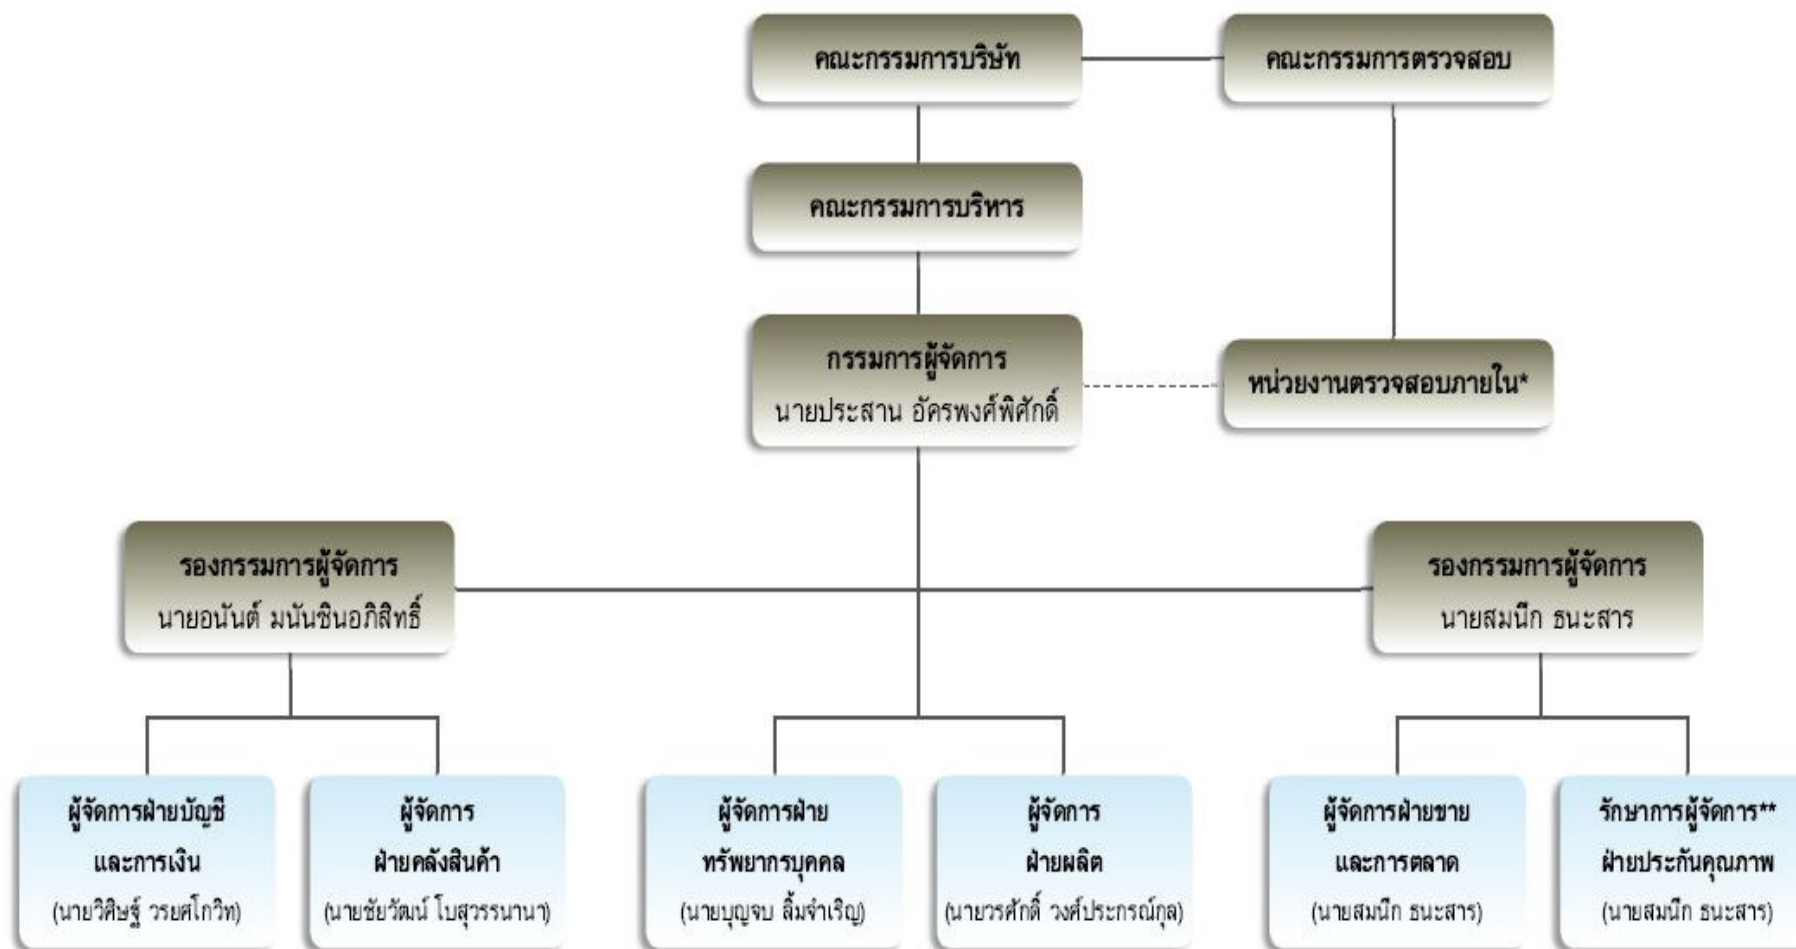 คณะกรรมการบริษัท
คณะกรรมการตรวจสอบ
คณะกรรมการบริหาร
กรรมการผู้จัดการ
นายประสาน อัครพงศ์พิศักดิ์
หน่วยงานตรวจสอบภายใน*
รองกรรมการผู้จัดการ
นายอนันต์ มนันชินอภิสิทธิ์
รองกรรมการผู้จัดการ
นายสมนึก ธนะสาร
ผู้จัดการฝ่ายบัญชี
และการเงิน
(นายวิศิษฐ์ วรยศโกวิท)
ผู้จัดการ
ฝ่ายคลังสินค้า
(นายชัยวัฒน์ โบสุวรรนานา)
ผู้จัดการฝ่าย
ทรัพยากรบุคคล
(นายบุญจบ ลิ้มจำเริญ)
ผู้จัดการ
ฝ่ายผลิต
(นายวรศักดิ์ วงศ์ประกรณ์กุล)
ผู้จัดการฝ่ายขาย
และการตลาด
(นายสมนึก ธนะสาร)
รักษาการผู้จัดการ**
ฝ่ายประกันคุณภาพ
(นายสมนึก ธนะสาร)